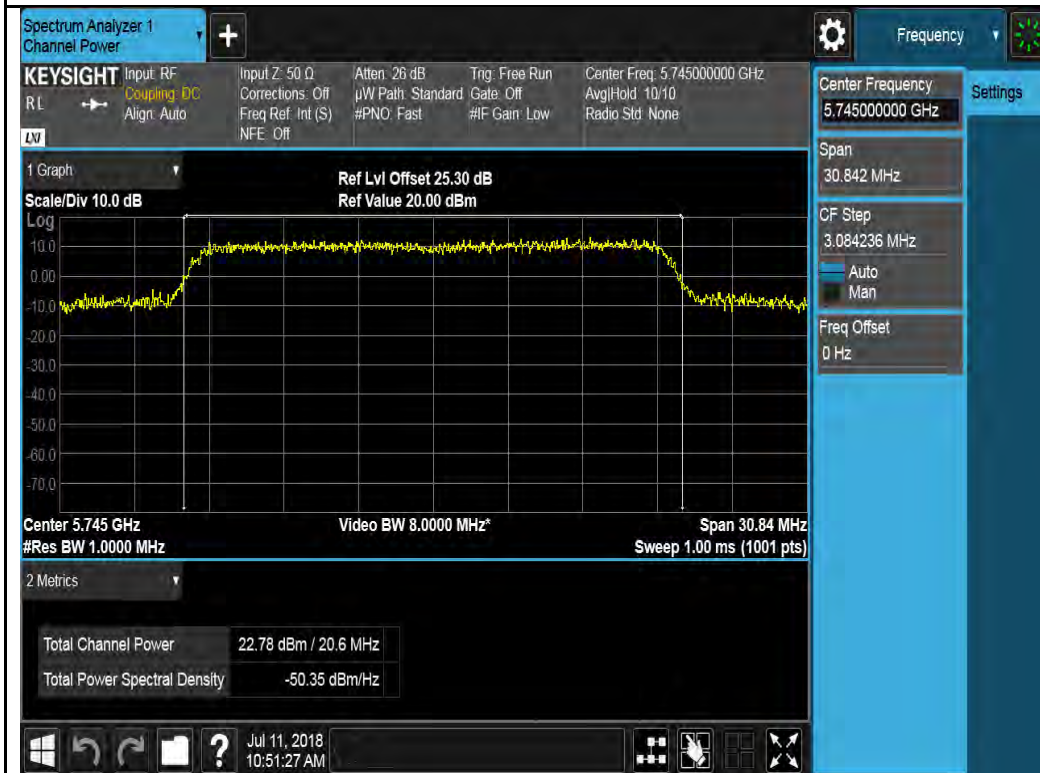 Spectrum Analyzer 1
Channel Power
+
Frequency
KEYSIGHT
R L
LXI
Input: RF
Coupling: DC
Align: Auto
Input Z: 50 Ω
Corrections: Off
Freq Ref: Int (S)
NFE: Off
Atten: 26 dB
µW Path: Standard
#PNO: Fast
Trig: Free Run
Gate: Off
#IF Gain: Low
Center Freq: 5.745000000 GHz
Avg|Hold: 10/10
Radio Std: None
Center Frequency
5.745000000 GHz
Settings
Span
30.842 MHz
CF Step
3.084236 MHz
Auto
Man
Freq Offset
0 Hz
1 Graph
Ref Lvl Offset 25.30 dB
Scale/Div 10.0 dB
Ref Value 20.00 dBm
Log
10.0
0.00
-10.0
-20.0
-30.0
-40.0
-50.0
-60.0
-70.0
Center 5.745 GHz
Video BW 8.0000 MHz*
Span 30.84 MHz
#Res BW 1.0000 MHz
Sweep 1.00 ms (1001 pts)
2 Metrics
Total Channel Power 22.78 dBm / 20.6 MHz
Total Power Spectral Density -50.35 dBm/Hz
?
Jul 11, 2018
10:51:27 AM